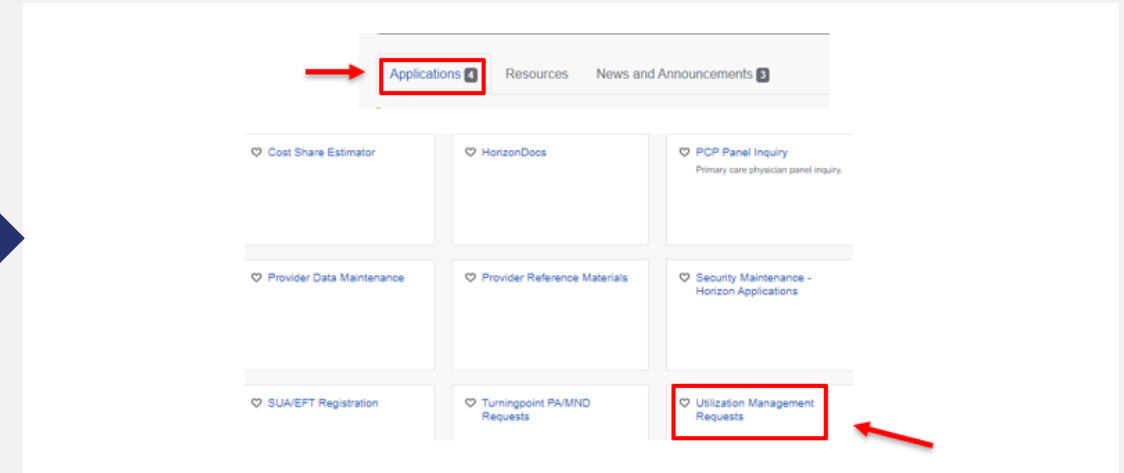 Applications 4 Resources News and Announcements 3
Cost Share Estimator HorizonDocs PCP Panel Inquiry
Primary care physician panel inquiry.
Provider Data Maintenance Provider Reference Materials Security Maintenance -
Horizon Applications
SUA/EFT Registration Turningpoint PA/MND Utilization Management
Requests Requests